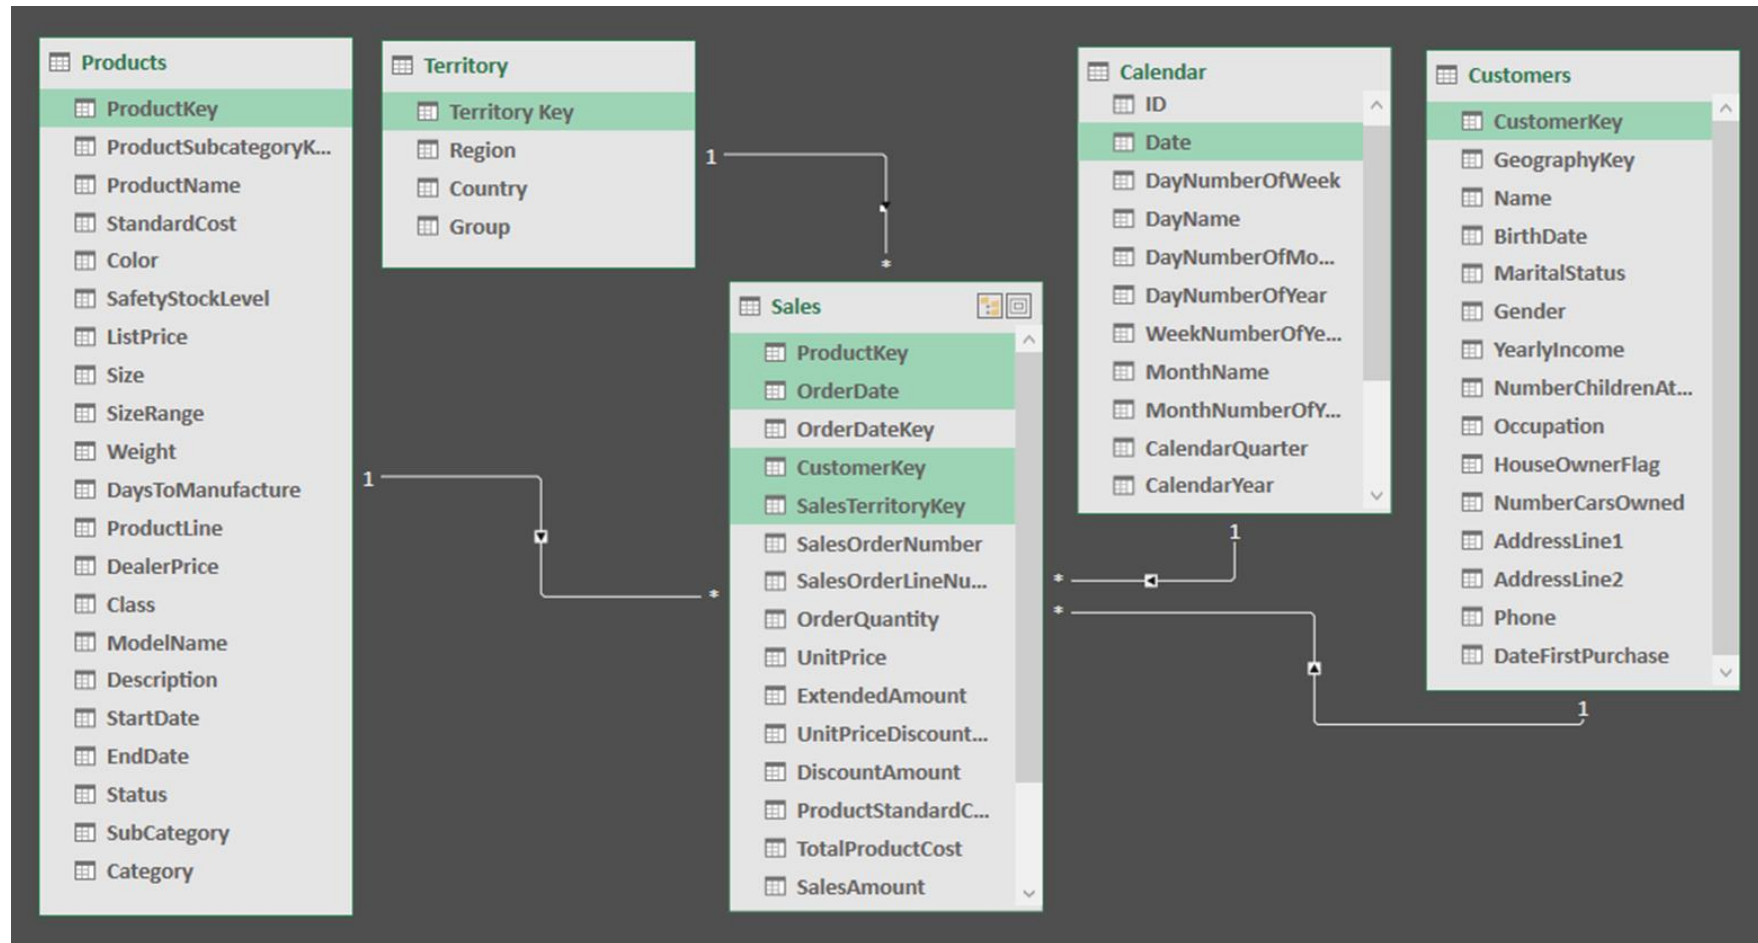 Products
ProductKey
ProductSubcategoryK...
ProductName
StandardCost
Color
SafetyStockLevel
ListPrice
Size
SizeRange
Weight
DaysToManufacture
ProductLine
DealerPrice
Class
ModelName
Description
StartDate
EndDate
Status
SubCategory
Category
Territory
Territory Key
Region
Country
Group
1
*
1
*
Sales
ProductKey
OrderDate
OrderDateKey
CustomerKey
SalesTerritoryKey
SalesOrderNumber
SalesOrderLineNu...
OrderQuantity
UnitPrice
ExtendedAmount
UnitPriceDiscount...
DiscountAmount
ProductStandardC...
TotalProductCost
SalesAmount
Calendar
ID
Date
DayNumberOfWeek
DayName
DayNumberOfMo...
DayNumberOfYear
WeekNumberOfYe...
MonthName
MonthNumberOfY...
CalendarQuarter
CalendarYear
1
*
*
Customers
CustomerKey
GeographyKey
Name
BirthDate
MaritalStatus
Gender
YearlyIncome
NumberChildrenAt...
Occupation
HouseOwnerFlag
NumberCarsOwned
AddressLine1
AddressLine2
Phone
DateFirstPurchase
1